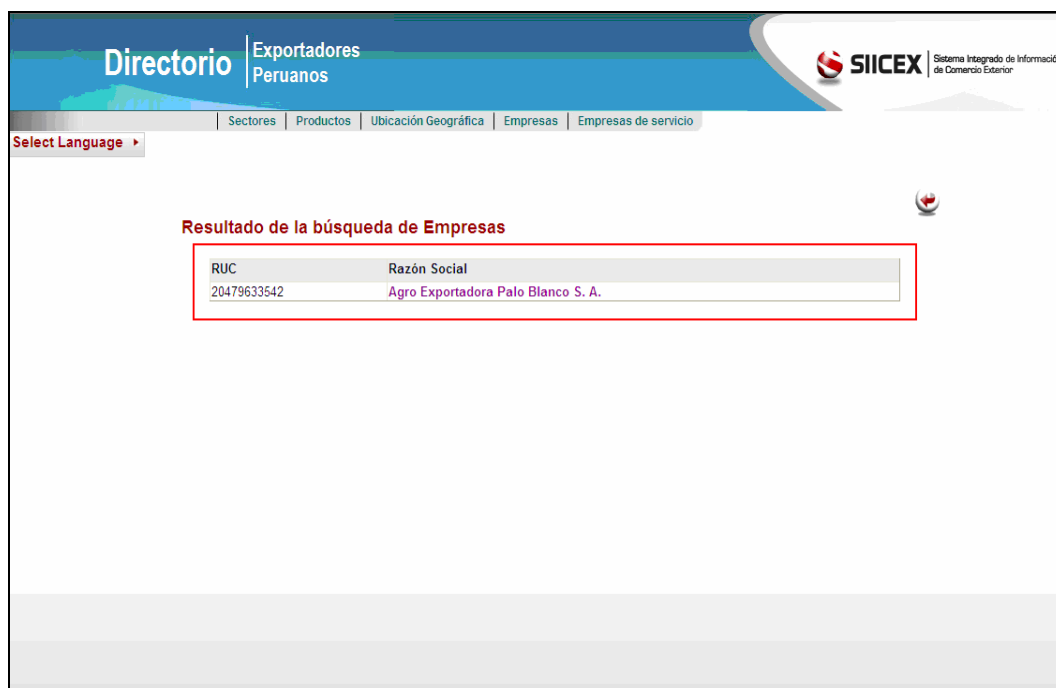 Directorio
Exportadores
Peruanos
SIICEX
Sistema Integrado de Informació
de Comercio Exterior
Sectores | Productos | Ubicación Geográfica | Empresas | Empresas de servicio
Select Language
Resultado de la búsqueda de Empresas
RUC Razón Social
20479633542 Agro Exportadora Palo Blanco S. A.